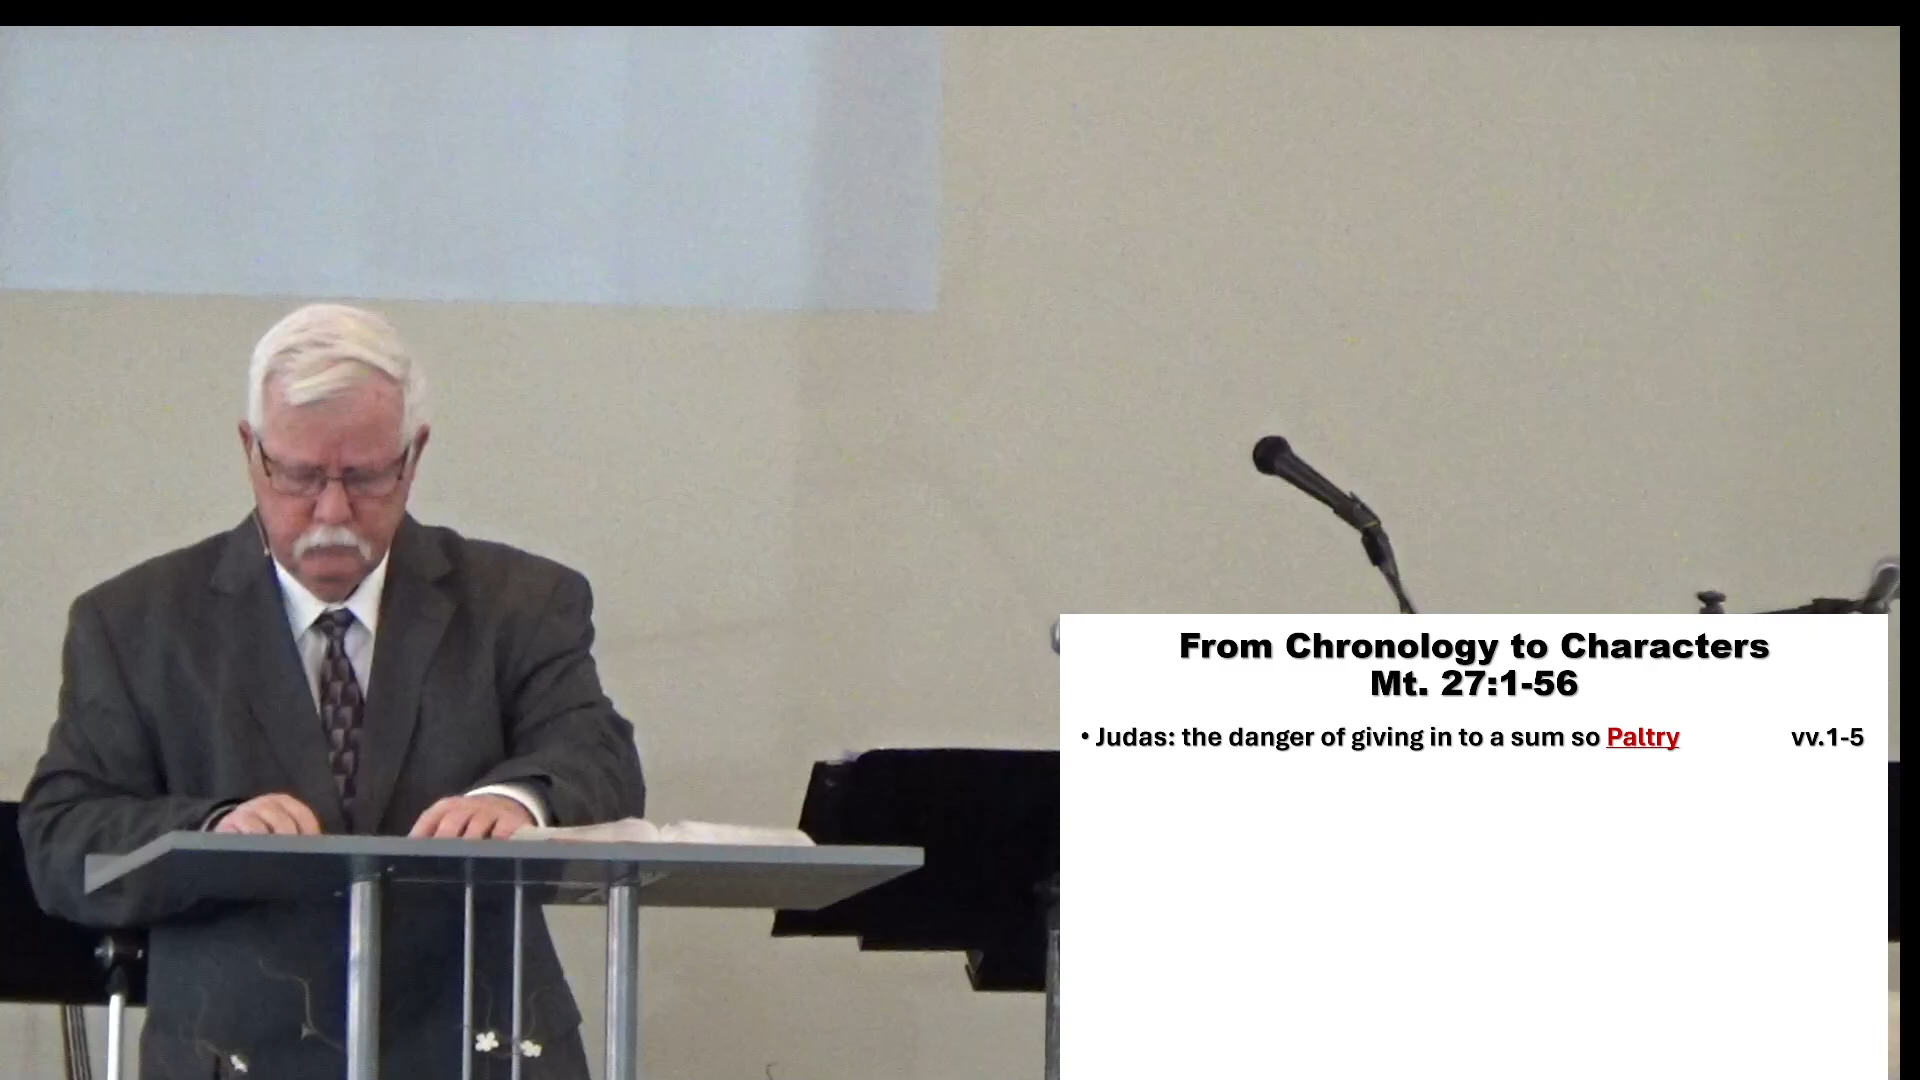 From Chronology to Characters
Mt. 27:1-56
• Judas: the danger of giving in to a sum so Paltry vv.1-5